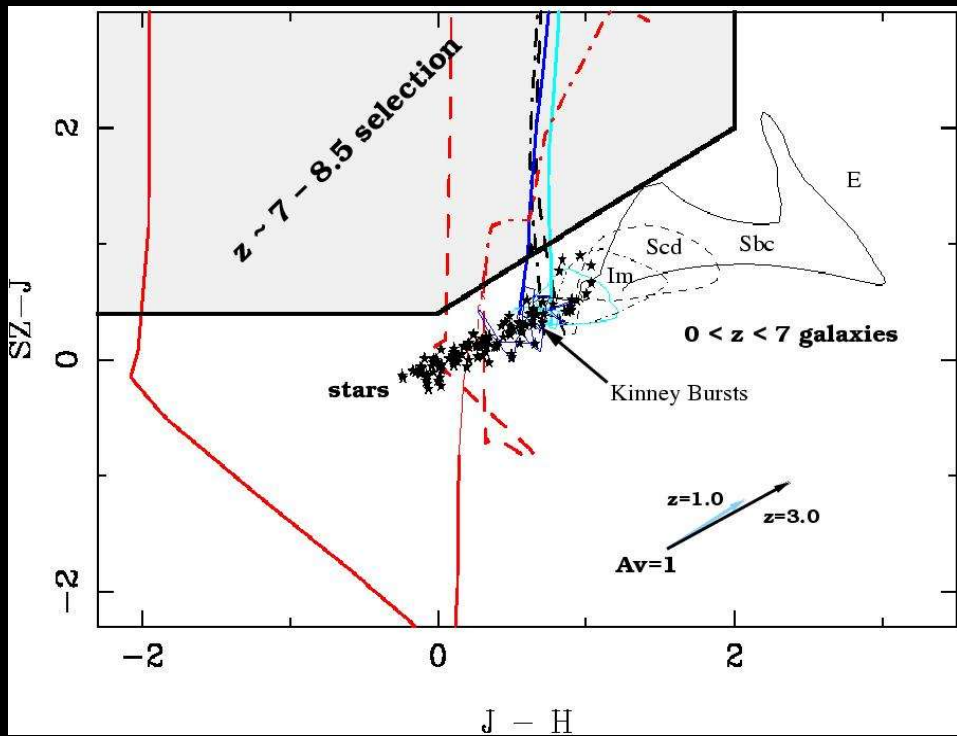 z ~ 7 - 8.5 selection
E
Scd
Sbc
Im
0 < z < 7 galaxies
stars
Kinney Bursts
z=1.0
z=3.0
Av=1
SZ-J
2
0
-2
-2
0
2
J - H